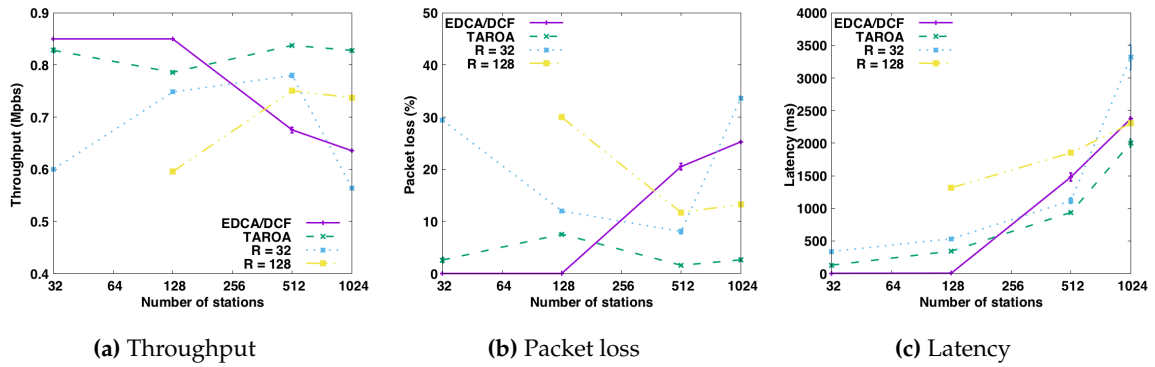 0.9
0.8
0.7
0.6
0.5
0.4
Throughput (Mpbs)
EDCA/DCF
TAROA
R = 32
R = 128
32 64 128 256 512 1024
Number of stations
(a) Throughput
50
40
30
20
10
0
Packet loss (%)
EDCA/DCF
TAROA
R = 32
R = 128
32 64 128 256 512 1024
Number of stations
(b) Packet loss
4000
3500
3000
2500
2000
1500
1000
500
0
Latency (ms)
EDCA/DCF
TAROA
R = 32
R = 128
32 64 128 256 512 1024
Number of stations
(c) Latency